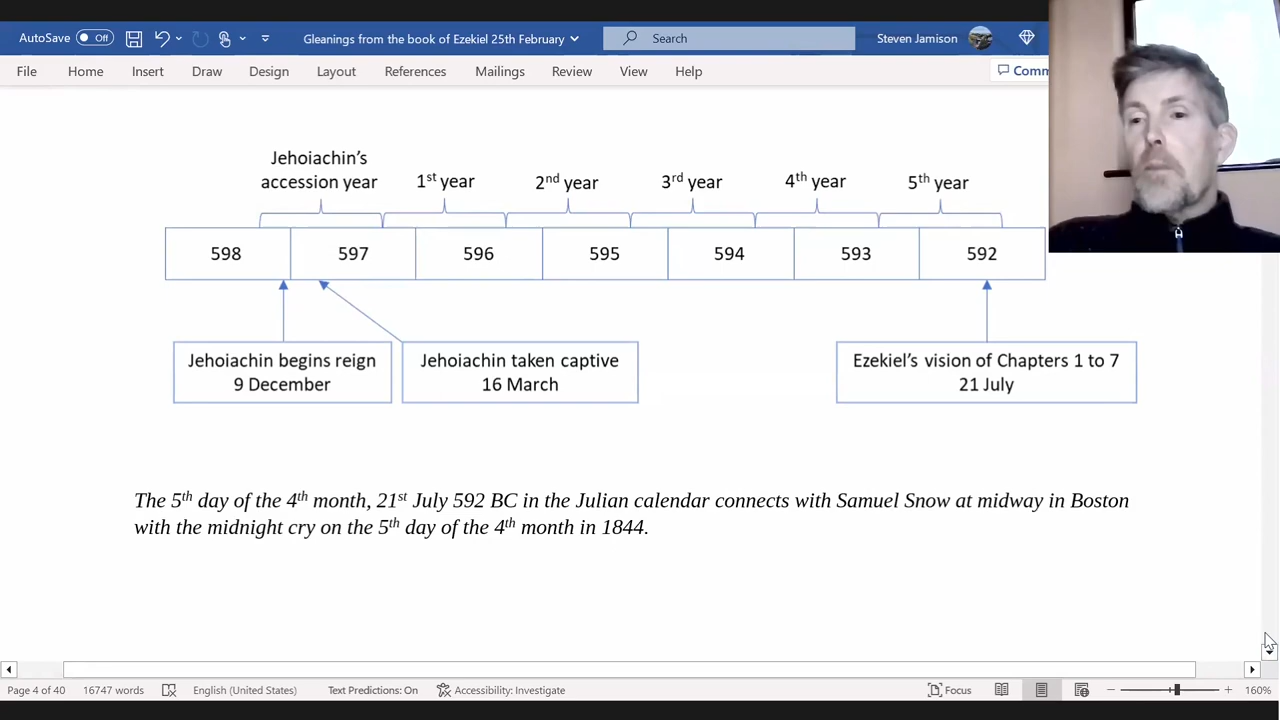 AutoSave Off Gleanings from the book of Ezekiel 25th February Search Steven Jamison
File Home Insert Draw Design Layout References Mailings Review View Help
Jehoiachin's
accession year
1st year
2nd year
3rd year
4th year
5th year
598 597 596 595 594 593 592
Jehoiachin begins reign
9 December
Jehoiachin taken captive
16 March
Ezekiel's vision of Chapters 1 to 7
21 July
The 5th day of the 4th month, 21st July 592 BC in the Julian calendar connects with Samuel Snow at midway in Boston
with the midnight cry on the 5th day of the 4th month in 1844.
Page 4 of 40 16747 words English (United States) Text Predictions: On Accessibility: Investigate Focus 160%